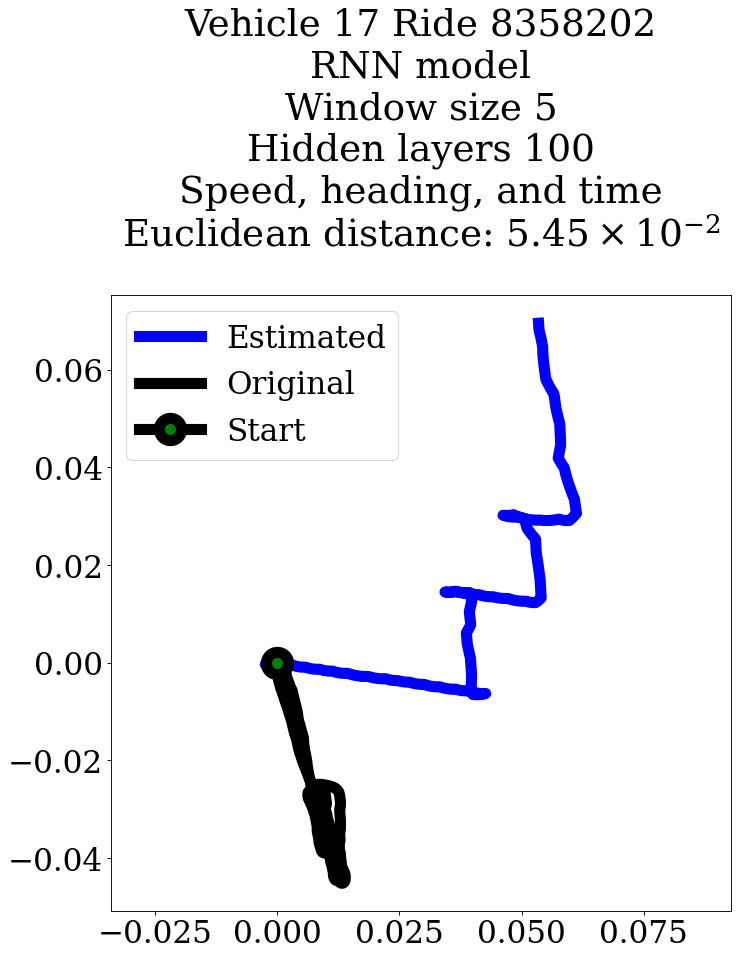 Vehicle 17 Ride 8358202
RNN model
Window size 5
Hidden layers 100
Speed, heading, and time
Euclidean distance: 5.45 × 10⁻²
Estimated
Original
Start
0.06
0.04
0.02
0.00
−0.02
−0.04
−0.025 0.000 0.025 0.050 0.075